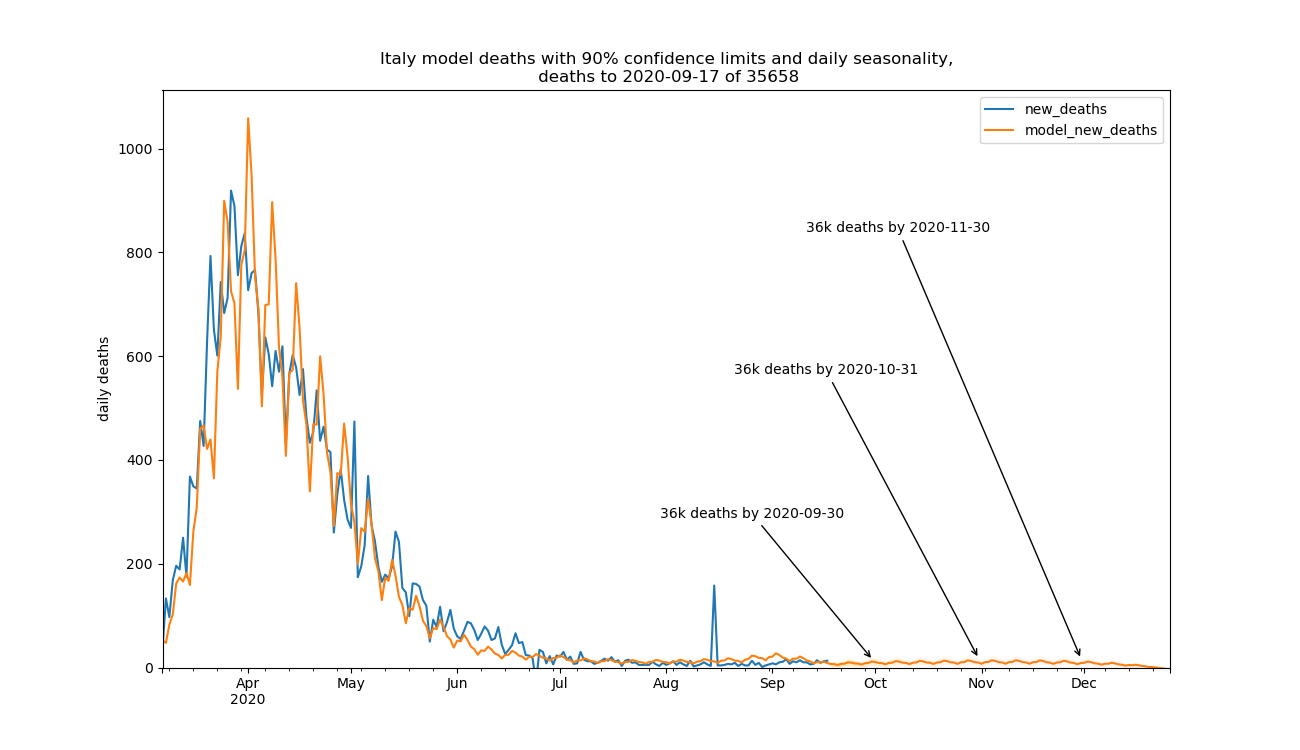 Italy model deaths with 90% confidence limits and daily seasonality,
deaths to 2020-09-17 of 35658
new_deaths
model_new_deaths
1000
800
600
400
200
0
daily deaths
36k deaths by 2020-11-30
36k deaths by 2020-10-31
36k deaths by 2020-09-30
Apr
2020
May
Jun
Jul
Aug
Sep
Oct
Nov
Dec